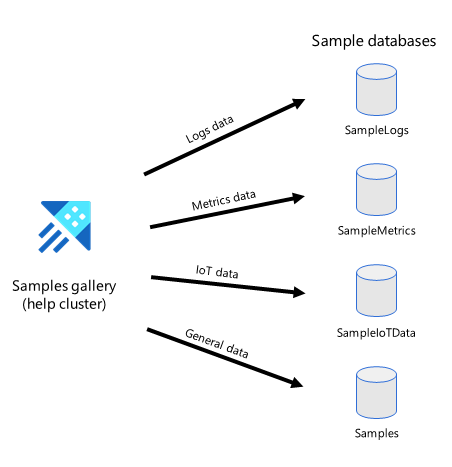 Sample databases
Logs data
SampleLogs
Metrics data
SampleMetrics
Samples gallery
(help cluster)
IoT data
SampleIoTData
General data
Samples